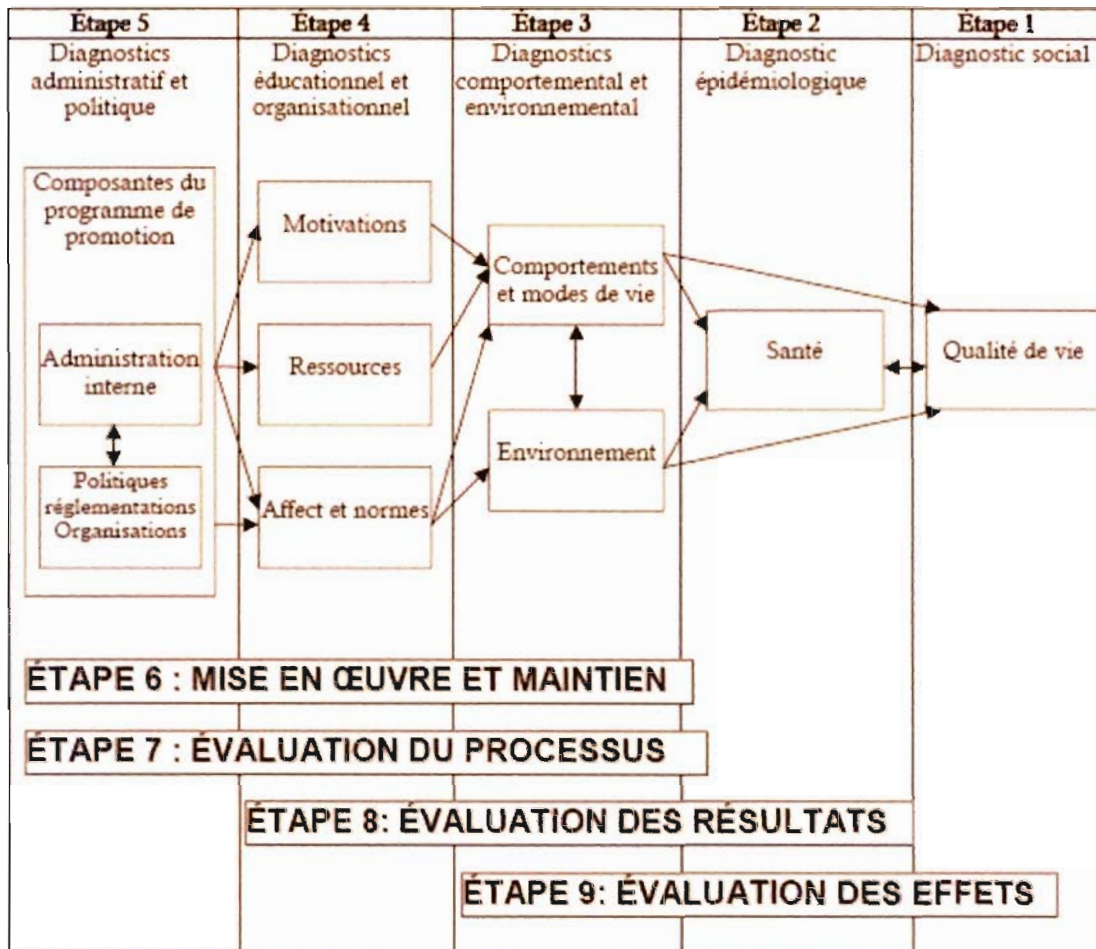 Étape 5
Étape 4
Étape 3
Étape 2
Étape 1
Diagnostics
administratif et
politique
Diagnostics
éducationnel et
organisationnel
Diagnostics
comportemental et
environnemental
Diagnostic
épidémiologique
Diagnostic social
Composantes du
programme de
promotion
Administration
interne
Politiques
réglementations
Organisations
Motivations
Ressources
Affect et normes
Comportements
et modes de vie
Environnement
Santé
Qualité de vie
ÉTAPE 6 : MISE EN ŒUVRE ET MAINTIEN
ÉTAPE 7 : ÉVALUATION DU PROCESSUS
ÉTAPE 8: ÉVALUATION DES RÉSULTATS
ÉTAPE 9: ÉVALUATION DES EFFETS